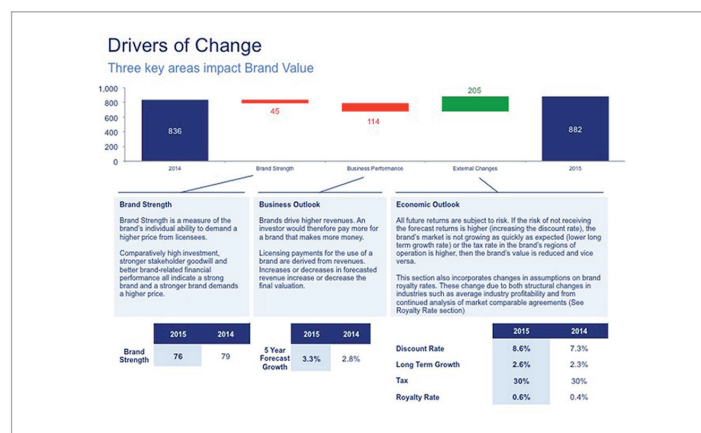 Drivers of Change
Three key areas impact Brand Value
1,000
800
600
400
200
0
836
45
114
205
882
2014
Brand Strength
Business Performance
External Changes
2015
Brand Strength
Brand Strength is a measure of the
brand's individual ability to demand a
higher price from licensees.
Comparatively high investment,
stronger stakeholder goodwill and
better brand-related financial
performance all indicate a strong
brand and a stronger brand demands
a higher price.
Business Outlook
Brands drive higher revenues. An
investor would therefore pay more for
a brand that makes more money.
Licensing payments for the use of a
brand are derived from revenues.
Increases or decreases in forecasted
revenue increase or decrease the
final valuation.
Economic Outlook
All future returns are subject to risk. If the risk of not receiving
the forecast returns is higher (increasing the discount rate), the
brand's market is not growing as quickly as expected (lower long
term growth rate) or the tax rate in the brand's regions of
operation is higher, then the brand's value is reduced and vice
versa.
This section also incorporates changes in assumptions on brand
royalty rates. These change due to both structural changes in
industries such as average industry profitability and from
continued analysis of market comparable agreements (See
Royalty Rate section)
2015 2014
Brand
Strength
76 79
2015 2014
5 Year
Forecast
Growth
3.3% 2.8%
2015 2014
Discount Rate 8.6% 7.3%
Long Term Growth 2.6% 2.3%
Tax 30% 30%
Royalty Rate 0.6% 0.4%